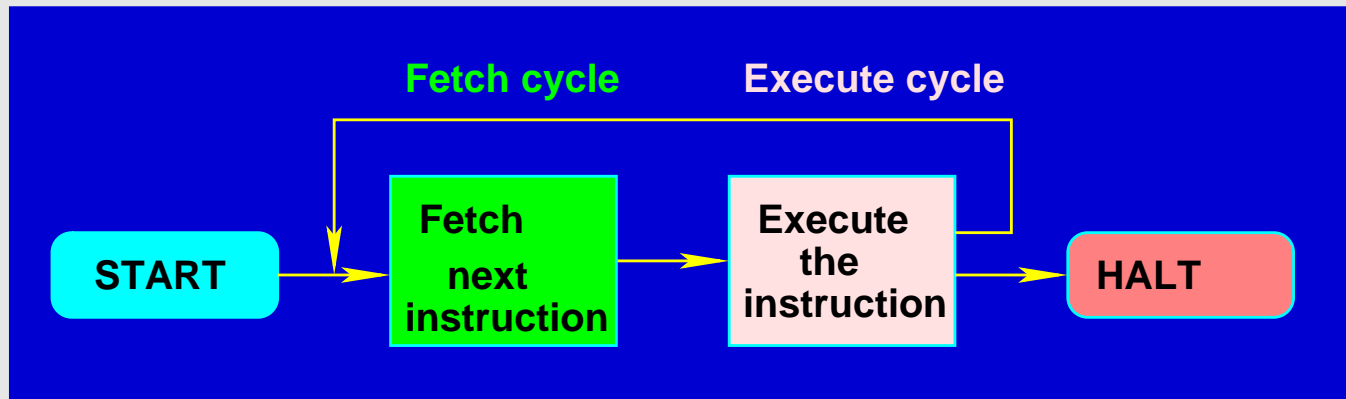 Fetch cycle
Execute cycle
START
Fetch
next
instruction
Execute
the
instruction
HALT